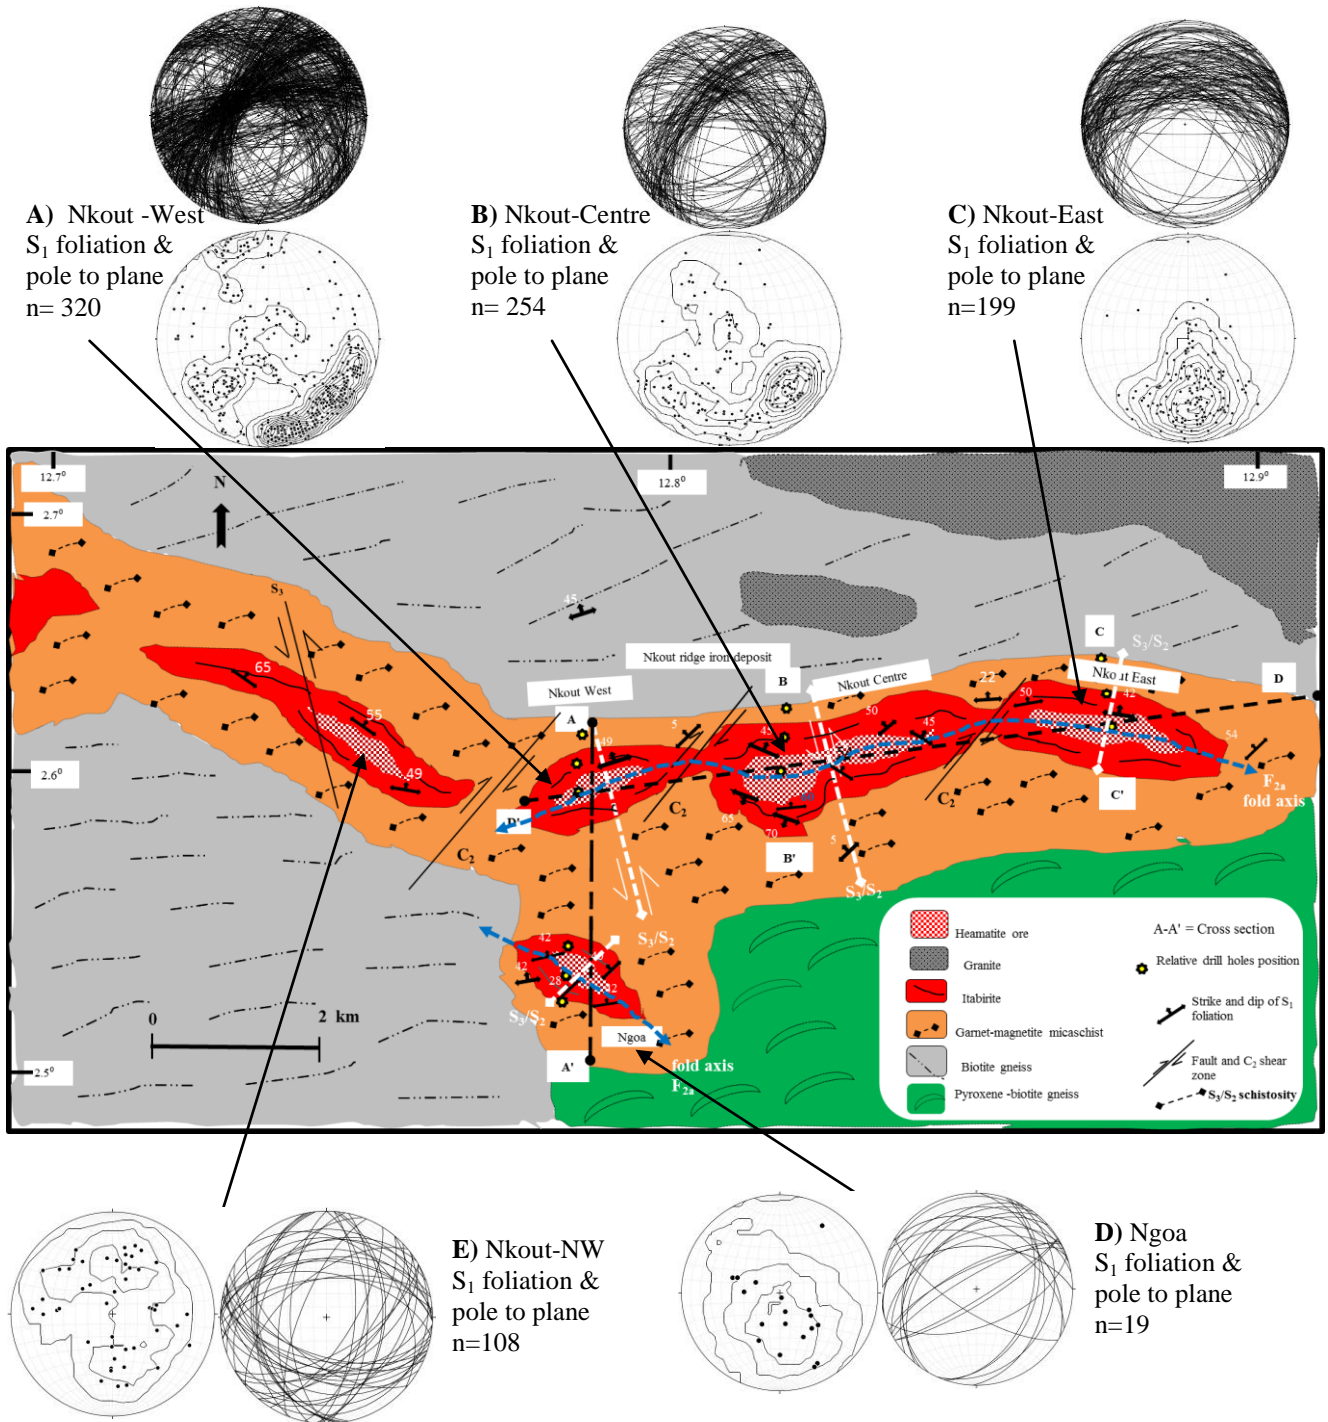 A) Nkout -West
S₁ foliation &
pole to plane
n= 320
B) Nkout-Centre
S₁ foliation &
pole to plane
n= 254
C) Nkout-East
S₁ foliation &
pole to plane
n=199
12.7⁰
12.8⁰
12.9⁰
N
2.7⁰
S₃
45
C
S₃/S₂
Nkout ridge iron deposit
65
Nkout West
B
Nkout Centre
22
Nkout East
D
50
42
A
5
50
55
49
45
45
54
2.6⁰
49
F₂ₐ
fold axis
D'
C₂
C₂
C₂
C'
65
70
B'
5
S₃/S₂
S₃/S₂
42
42
28
42
S₃/S₂
Ngoa
0
2 km
A'
fold axis
F₂ₐ
2.5⁰
Heamatite ore
A-A' = Cross section
Granite
Relative drill holes position
Itabirite
Strike and dip of S₁
foliation
Garnet-magnetite micaschist
Biotite gneiss
Fault and C₂ shear
zone
Pyroxene -biotite gneiss
S₃/S₂ schistosity
E) Nkout-NW
S₁ foliation &
pole to plane
n=108
D) Ngoa
S₁ foliation &
pole to plane
n=19